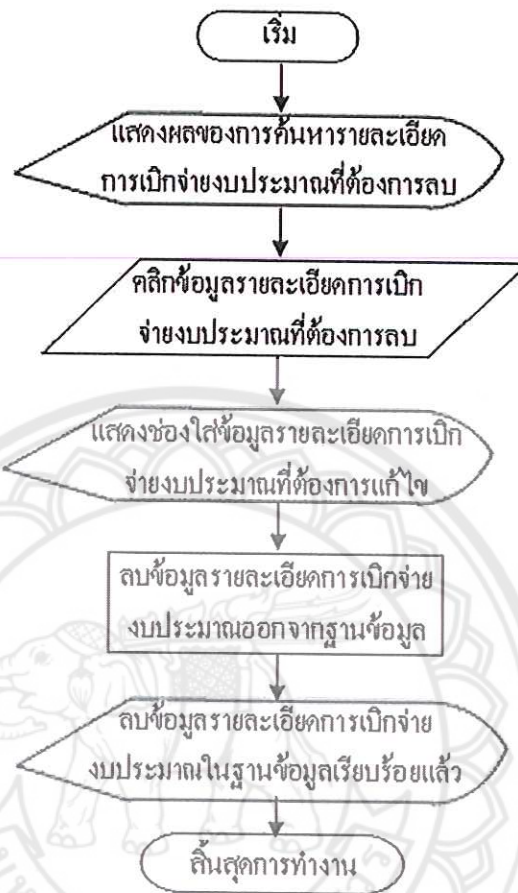 เริ่ม
แสดงผลของการค้นหารายละเอียด
การเบิกจ่ายงบประมาณที่ต้องการลบ
คลิกข้อมูลรายละเอียดการเบิก
จ่ายงบประมาณที่ต้องการลบ
แสดงช่องใส่ข้อมูลรายละเอียดการเบิก
จ่ายงบประมาณที่ต้องการแก้ไข
ลบข้อมูลรายละเอียดการเบิกจ่าย
งบประมาณออกจากฐานข้อมูล
ลบข้อมูลรายละเอียดการเบิกจ่าย
งบประมาณในฐานข้อมูลเรียบร้อยแล้ว
สิ้นสุดการทำงาน